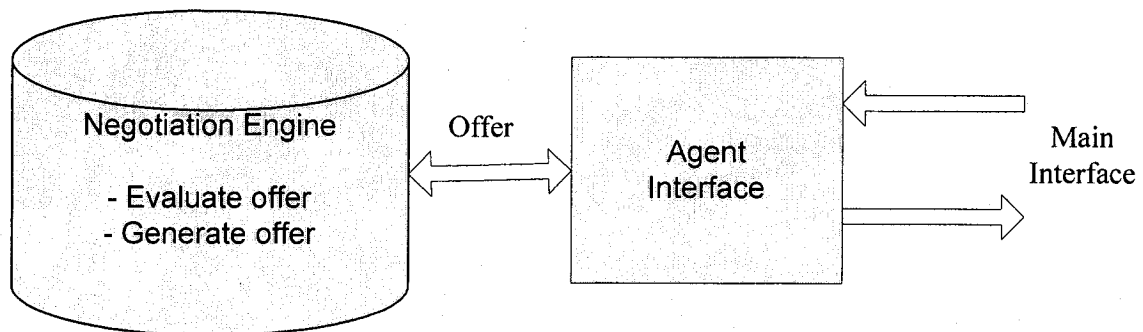 Negotiation Engine
- Evaluate offer
- Generate offer
Offer
Agent
Interface
Main
Interface